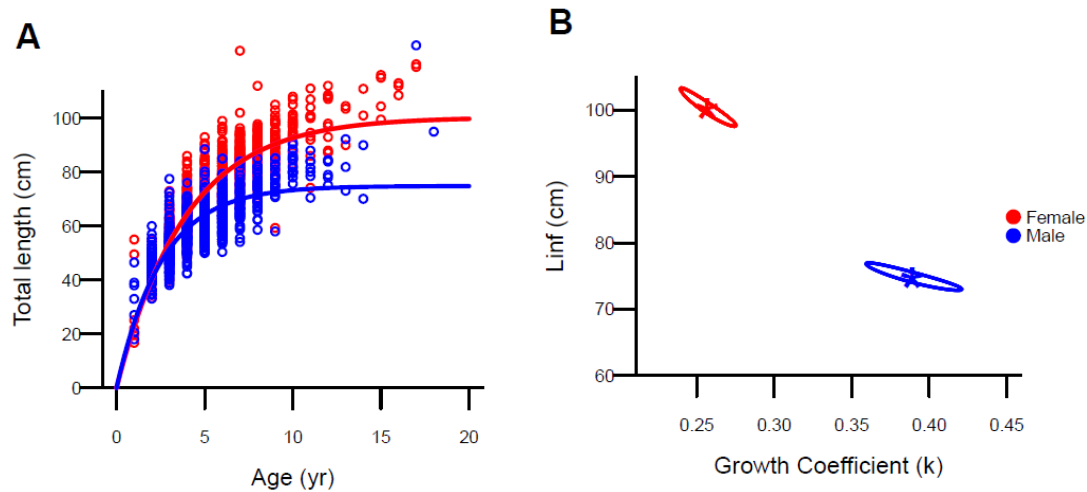 A
Total length (cm)
100
80
60
40
20
0
0 5 10 15 20
Age (yr)
B
Linf (cm)
100
90
80
70
60
0.25 0.30 0.35 0.40 0.45
Growth Coefficient (k)
Female
Male